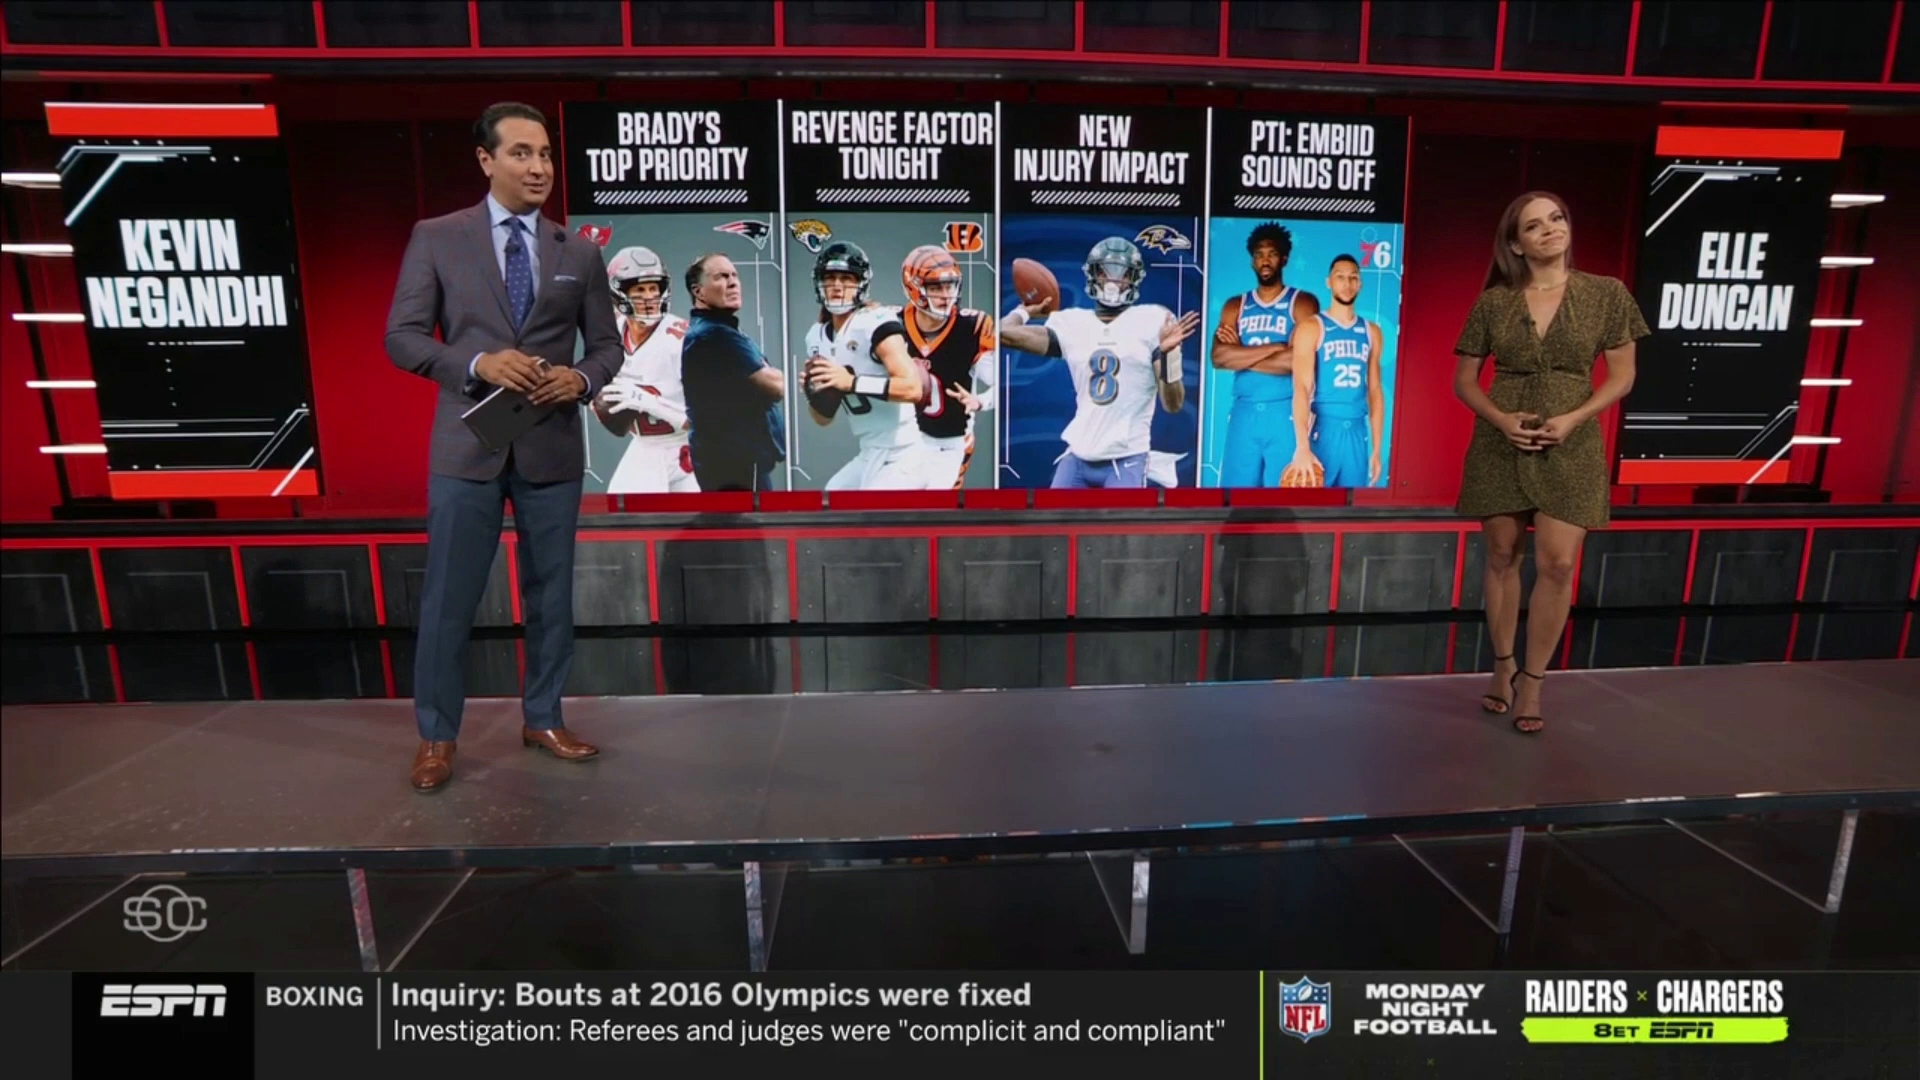 KEVIN
NEGANDHI
BRADY'S
TOP PRIORITY
REVENGE FACTOR
TONIGHT
NEW
INJURY IMPACT
PTI: EMBIID
SOUNDS OFF
76
8
PHILA
PHILA
25
ELLE
DUNCAN
SC
ESPN
BOXING
Inquiry: Bouts at 2016 Olympics were fixed
Investigation: Referees and judges were "complicit and compliant"
NFL
MONDAY
NIGHT
FOOTBALL
RAIDERS × CHARGERS
8ET ESPN